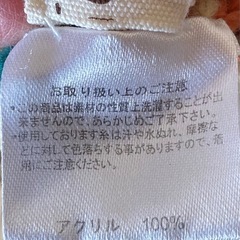 お取り扱い上のご注意
・この商品は素材の性質上洗濯することが出
来ませんので、あらかじめご了承下さい。
・使用しております糸は汗や水ぬれ、摩擦な
どに対して色落ちする事がありますので、着
用にご注意ください。
アクリル 100%